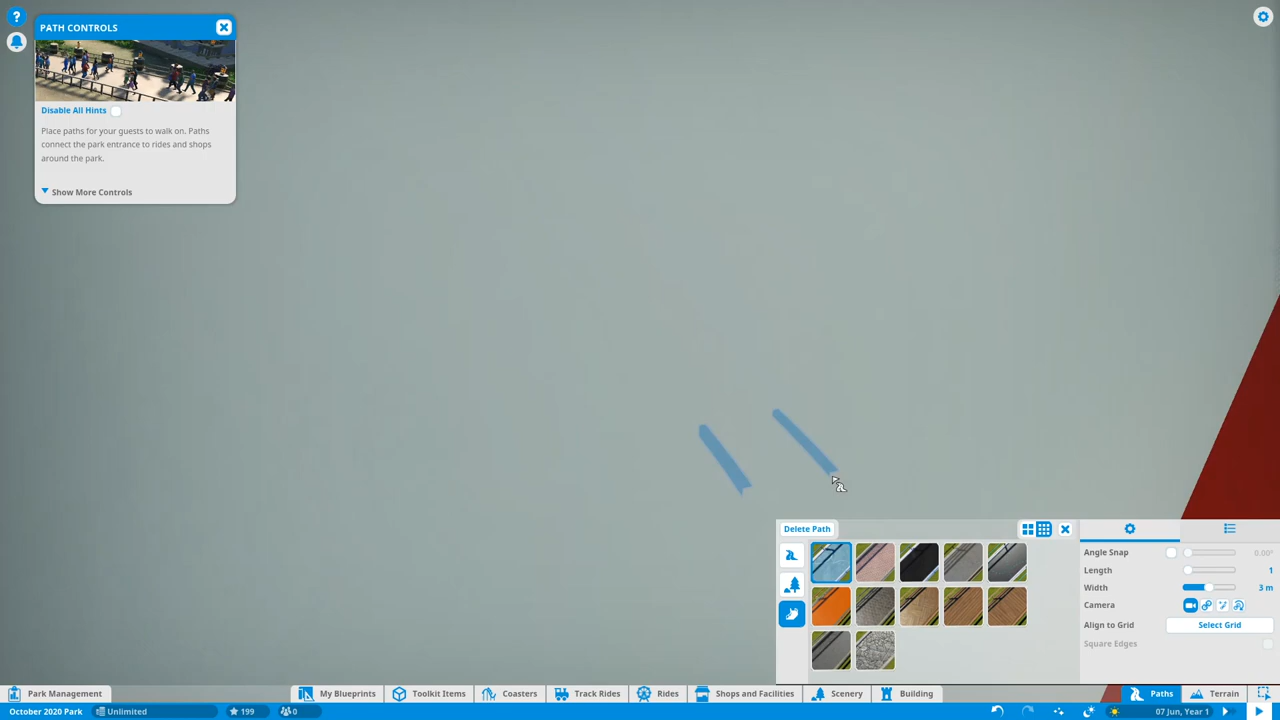 ?
PATH CONTROLS
Disable All Hints
Place paths for your guests to walk on. Paths
connect the park entrance to rides and shops
around the park.
Show More Controls
Delete Path
Angle Snap 0.00°
Length 1
Width 3 m
Camera
Align to Grid Select Grid
Square Edges
Park Management My Blueprints Toolkit Items Coasters Track Rides Rides Shops and Facilities Scenery Building Paths Terrain
October 2020 Park Unlimited 199 0 07 Jun, Year 1